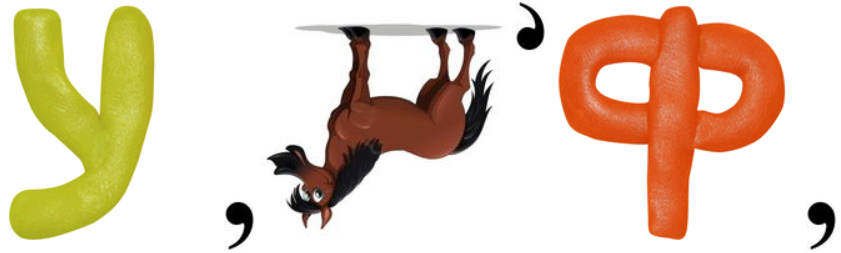 У , ’ Ф ,